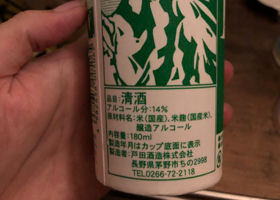 品名:清酒
アルコール分:14%
原材料名:米(国産)、米麹(国産米)、
醸造アルコール
内容量:180ml
製造年月はカップ底面に表示
製造者:戸田酒造株式会社
長野県茅野市ちの2998
TEL0266-72-2118